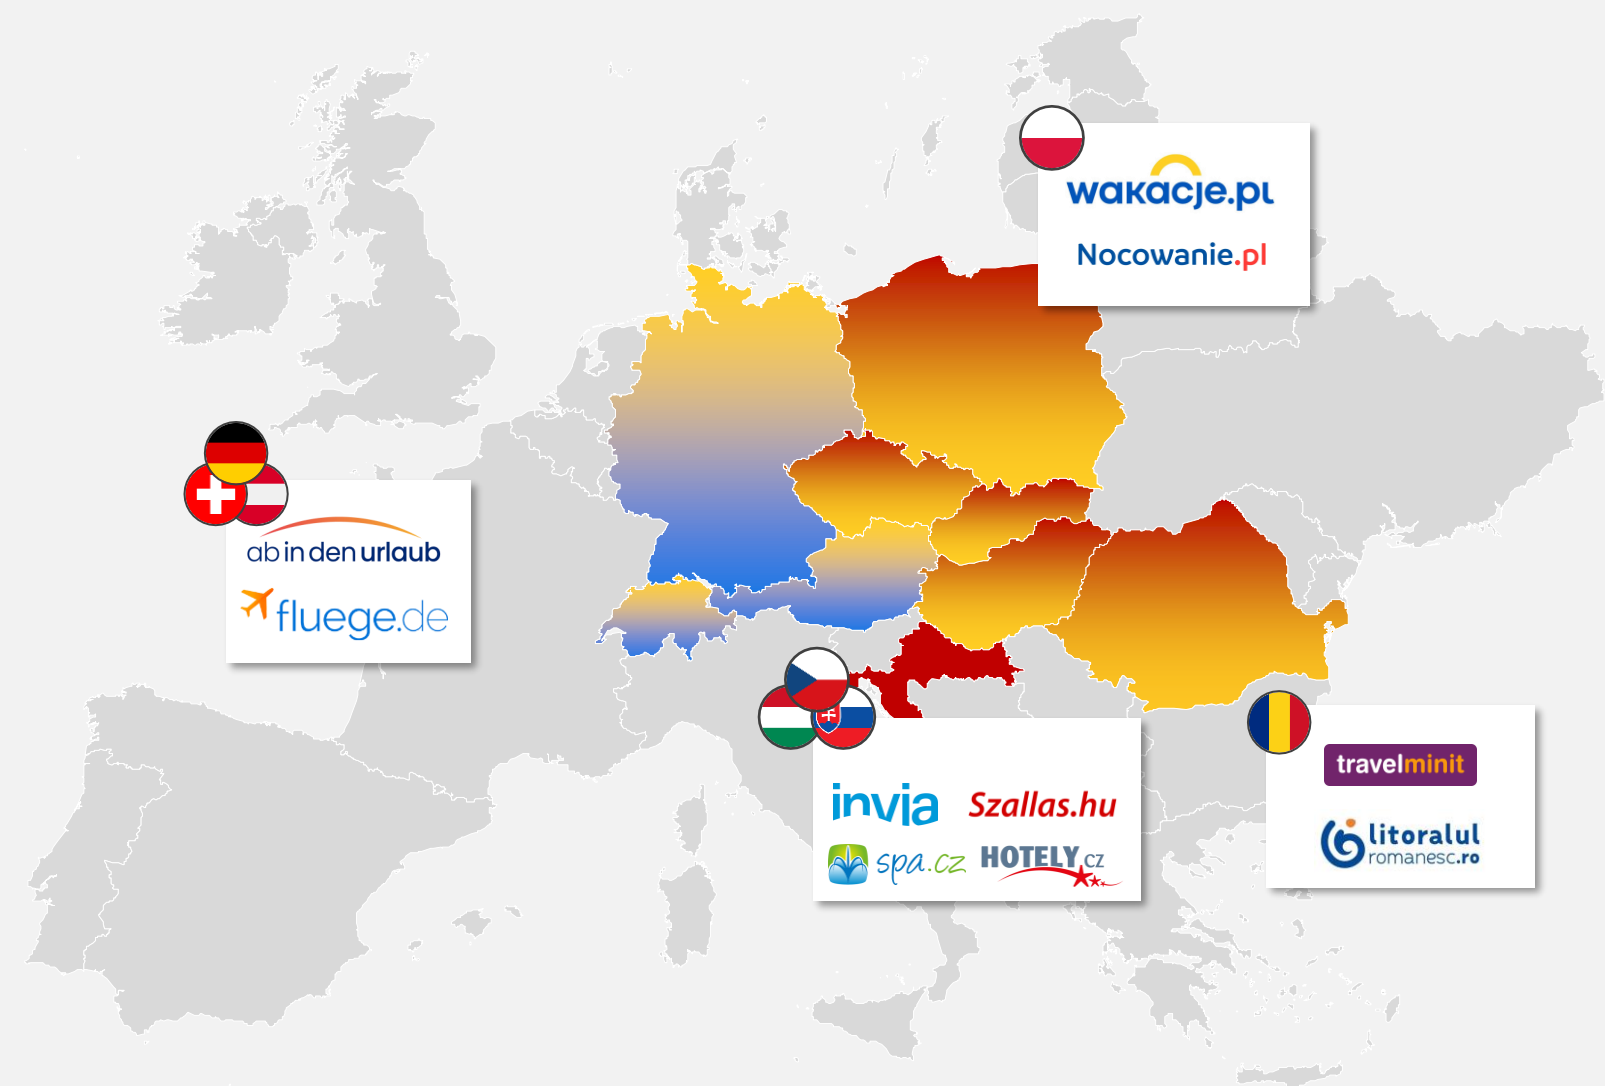 wakacje.pl
Nocowanie.pl
ab in den urlaub
fluege.de
invia
Szallas.hu
spa.cz
HOTELY.CZ
travelminit
litoralul
romanesc.ro